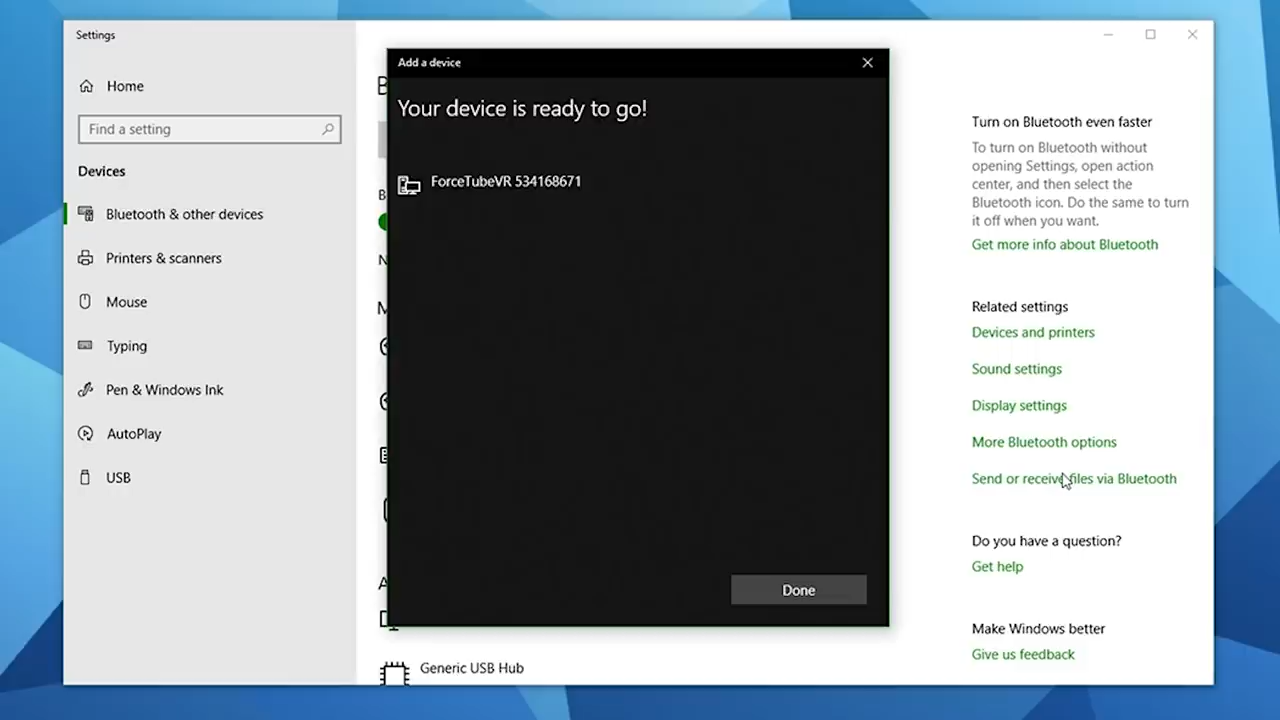 Settings
Home
Find a setting
Devices
Bluetooth & other devices
Printers & scanners
Mouse
Typing
Pen & Windows Ink
AutoPlay
USB
Add a device
Your device is ready to go!
ForceTubeVR 534168671
Done
Generic USB Hub
Turn on Bluetooth even faster
To turn on Bluetooth without
opening Settings, open action
center, and then select the
Bluetooth icon. Do the same to turn
it off when you want.
Get more info about Bluetooth
Related settings
Devices and printers
Sound settings
Display settings
More Bluetooth options
Send or receive files via Bluetooth
Do you have a question?
Get help
Make Windows better
Give us feedback